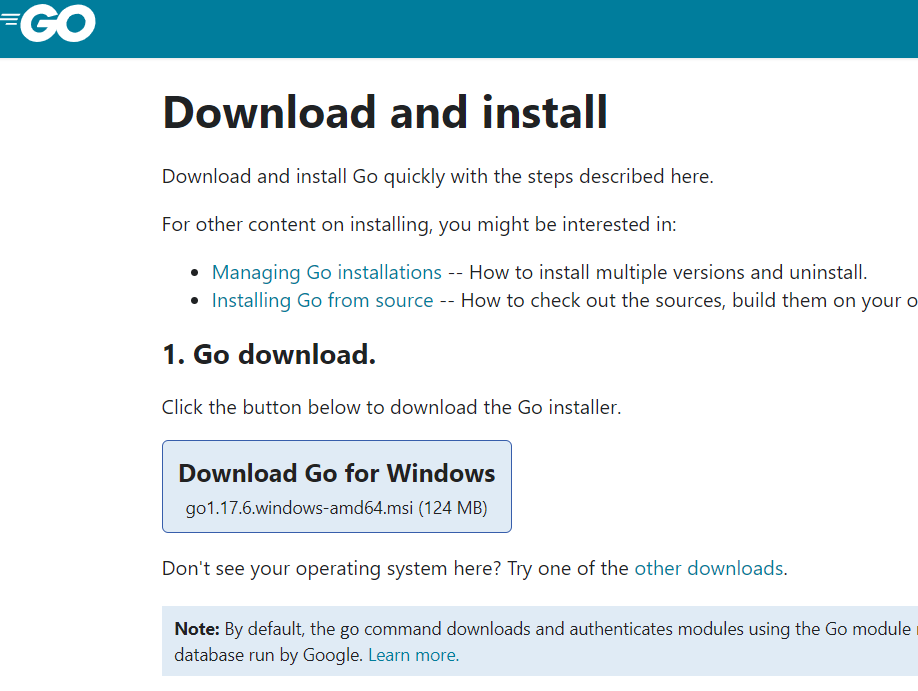 GO
Download and install
Download and install Go quickly with the steps described here.
For other content on installing, you might be interested in:
Managing Go installations -- How to install multiple versions and uninstall.
Installing Go from source -- How to check out the sources, build them on your o
1. Go download.
Click the button below to download the Go installer.
Download Go for Windows
go1.17.6.windows-amd64.msi (124 MB)
Don't see your operating system here? Try one of the other downloads.
Note: By default, the go command downloads and authenticates modules using the Go module
database run by Google. Learn more.